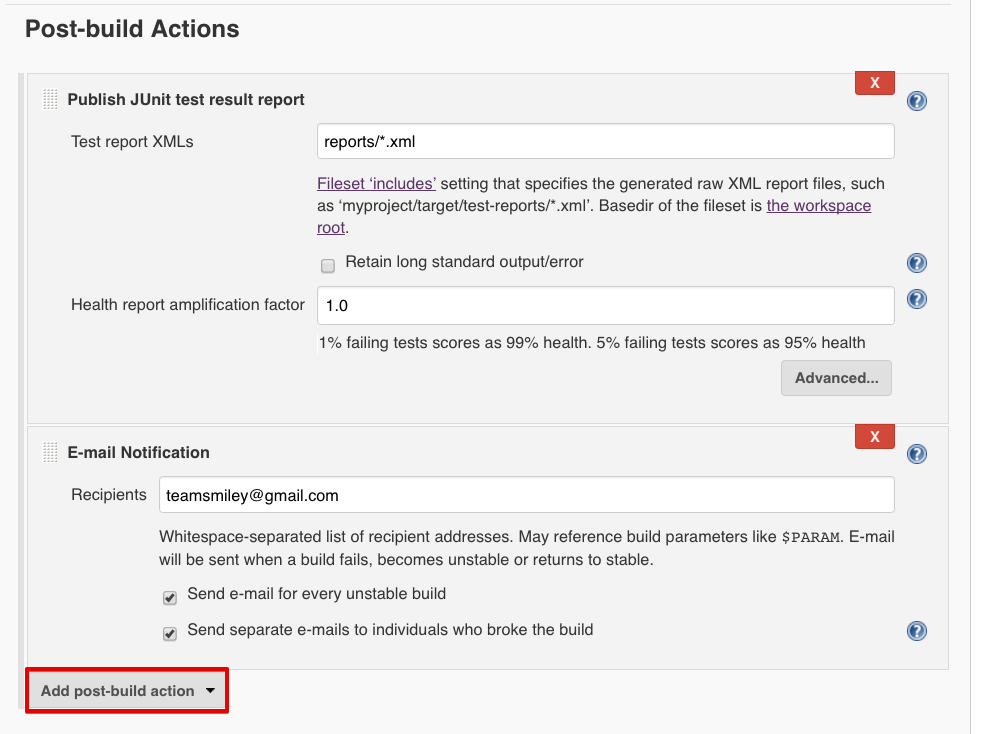 Post-build Actions
X
Publish JUnit test result report
?
Test report XMLs
reports/*.xml
Fileset ‘includes’ setting that specifies the generated raw XML report files, such
as ‘myproject/target/test-reports/*.xml’. Basedir of the fileset is the workspace
root.
Retain long standard output/error
?
Health report amplification factor
1.0
?
1% failing tests scores as 99% health. 5% failing tests scores as 95% health
Advanced...
X
E-mail Notification
?
Recipients
teamsmiley@gmail.com
Whitespace-separated list of recipient addresses. May reference build parameters like $PARAM. E-mail
will be sent when a build fails, becomes unstable or returns to stable.
Send e-mail for every unstable build
Send separate e-mails to individuals who broke the build
?
Add post-build action